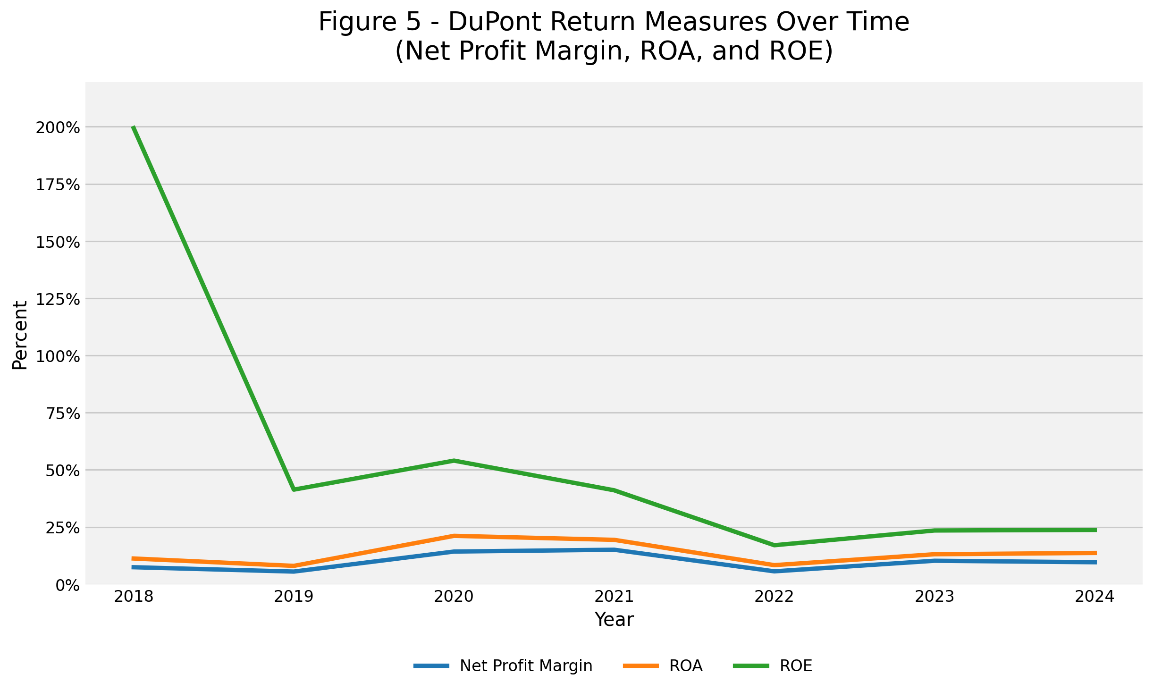 Figure 5 - DuPont Return Measures Over Time
(Net Profit Margin, ROA, and ROE)
200%
175%
150%
125%
100%
75%
50%
25%
0%
Percent
2018 2019 2020 2021 2022 2023 2024
Year
Net Profit Margin ROA ROE